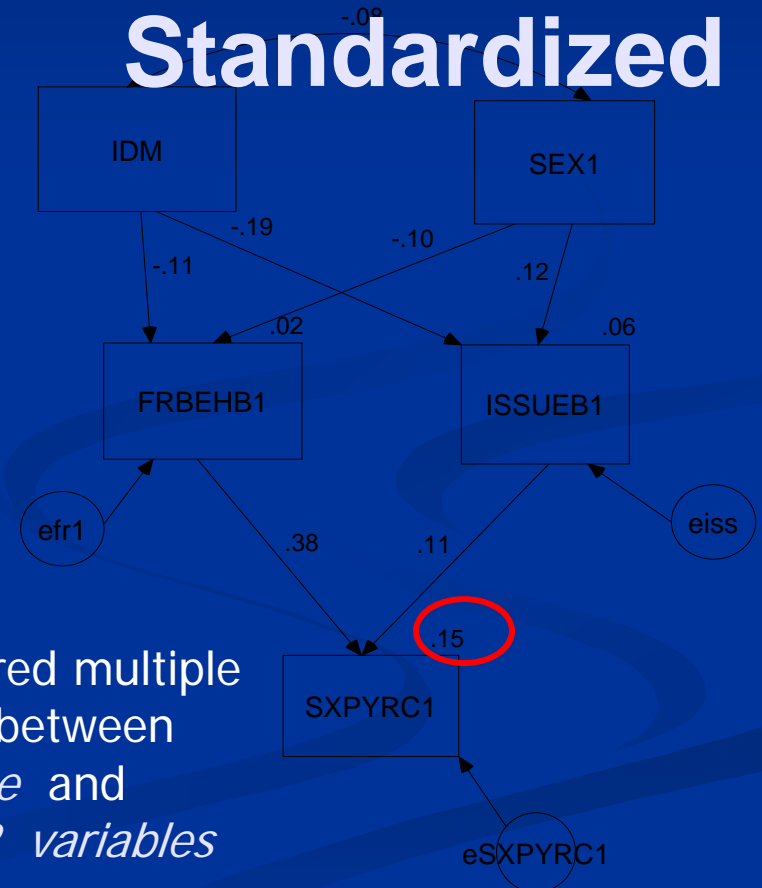 -.08
Standardized
IDM
SEX1
-.19
-.10
-.11
.12
.02
.06
FRBEHB1
ISSUEB1
efr1
eiss
.38
.11
.15
red multiple
SXPYRC1
between
and
variables
eSXPYRC1